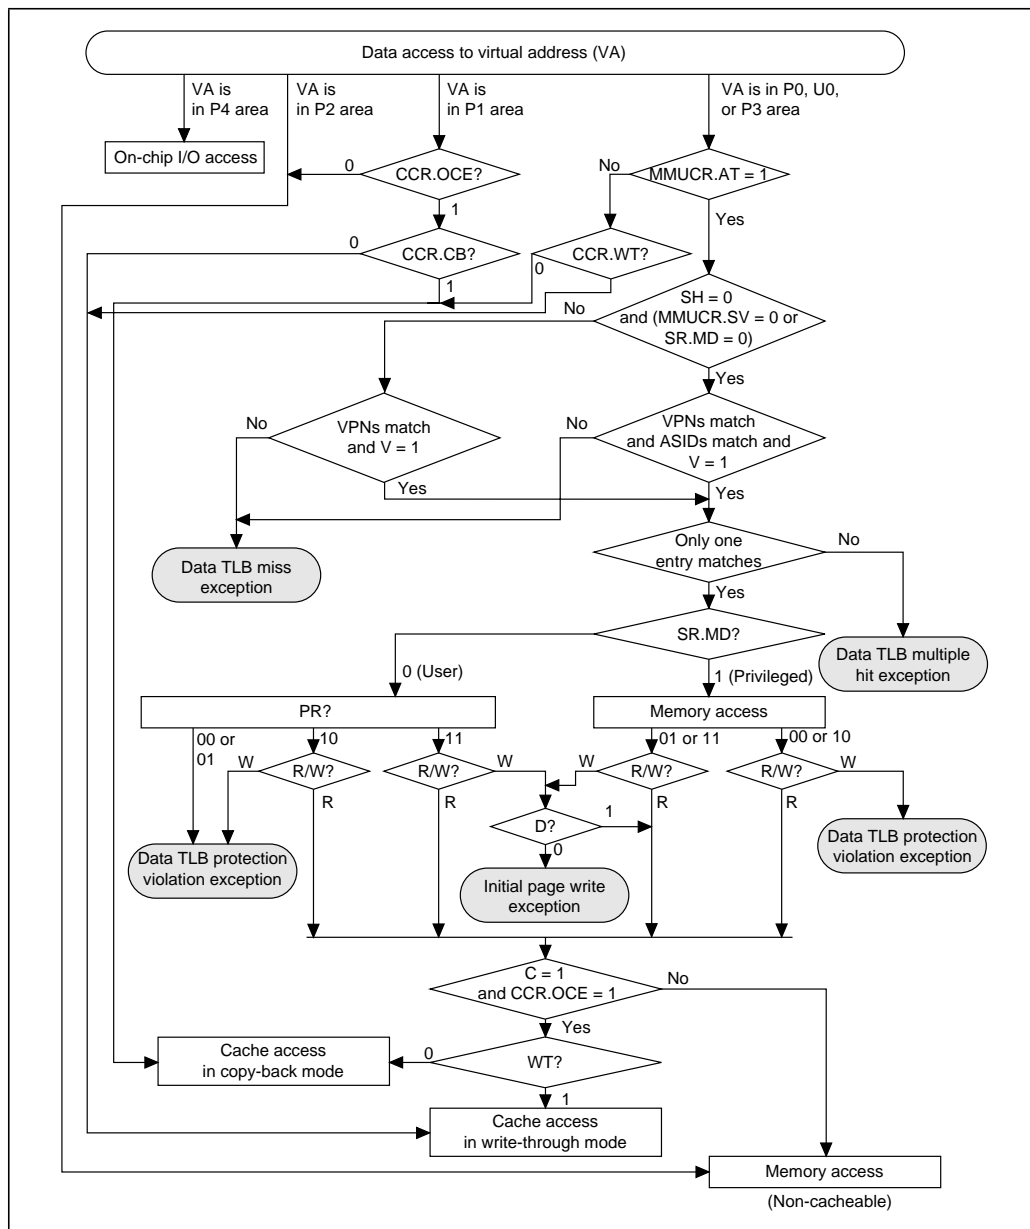 Data access to virtual address (VA)
VA is
in P4 area
VA is
in P2 area
VA is
in P1 area
VA is in P0, U0,
or P3 area
On-chip I/O access
0
CCR.OCE?
No
MMUCR.AT = 1
1
Yes
0
CCR.CB?
CCR.WT?
0
1
SH = 0
and (MMUCR.SV = 0 or
SR.MD = 0)
No
Yes
No
VPNs match
and V = 1
No
VPNs match
and ASIDs match and
V = 1
Yes
Yes
Only one
entry matches
No
Data TLB miss
exception
Yes
SR.MD?
0 (User)
Data TLB multiple
hit exception
1 (Privileged)
PR?
Memory access
00 or
01
10
11
01 or 11
00 or 10
W
R/W?
R/W?
W
W
R/W?
R/W?
W
R
R
R
R
D?
1
0
Data TLB protection
violation exception
Data TLB protection
violation exception
Initial page write
exception
C = 1
and CCR.OCE = 1
No
Yes
Cache access
in copy-back mode
0
WT?
1
Cache access
in write-through mode
Memory access
(Non-cacheable)